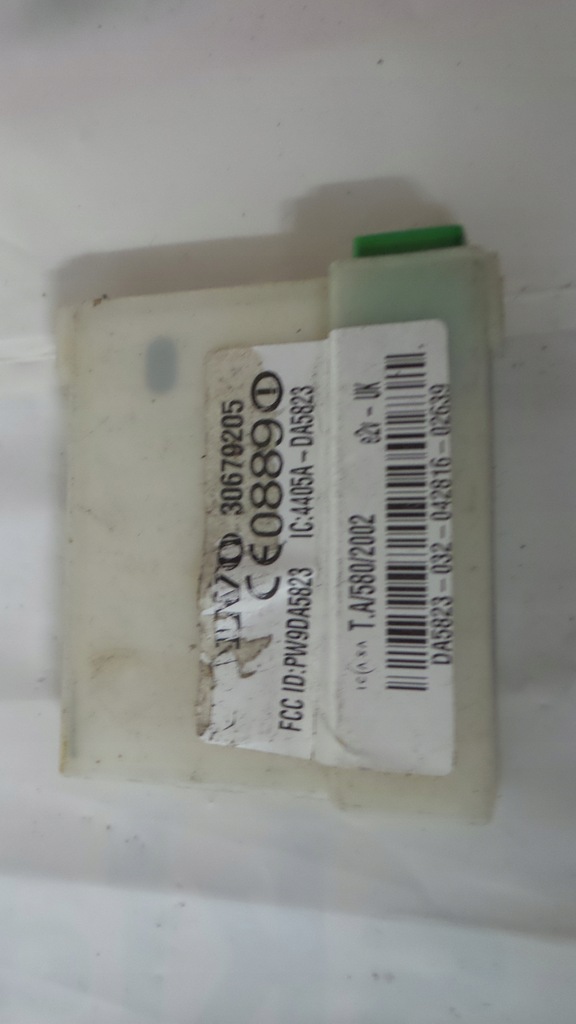 30679205
CE0889
FCC ID:PW9DA5823 IC:4405A-DA5823
T.A/580/2002 e2v - UK
DA5823-032-042816-02639